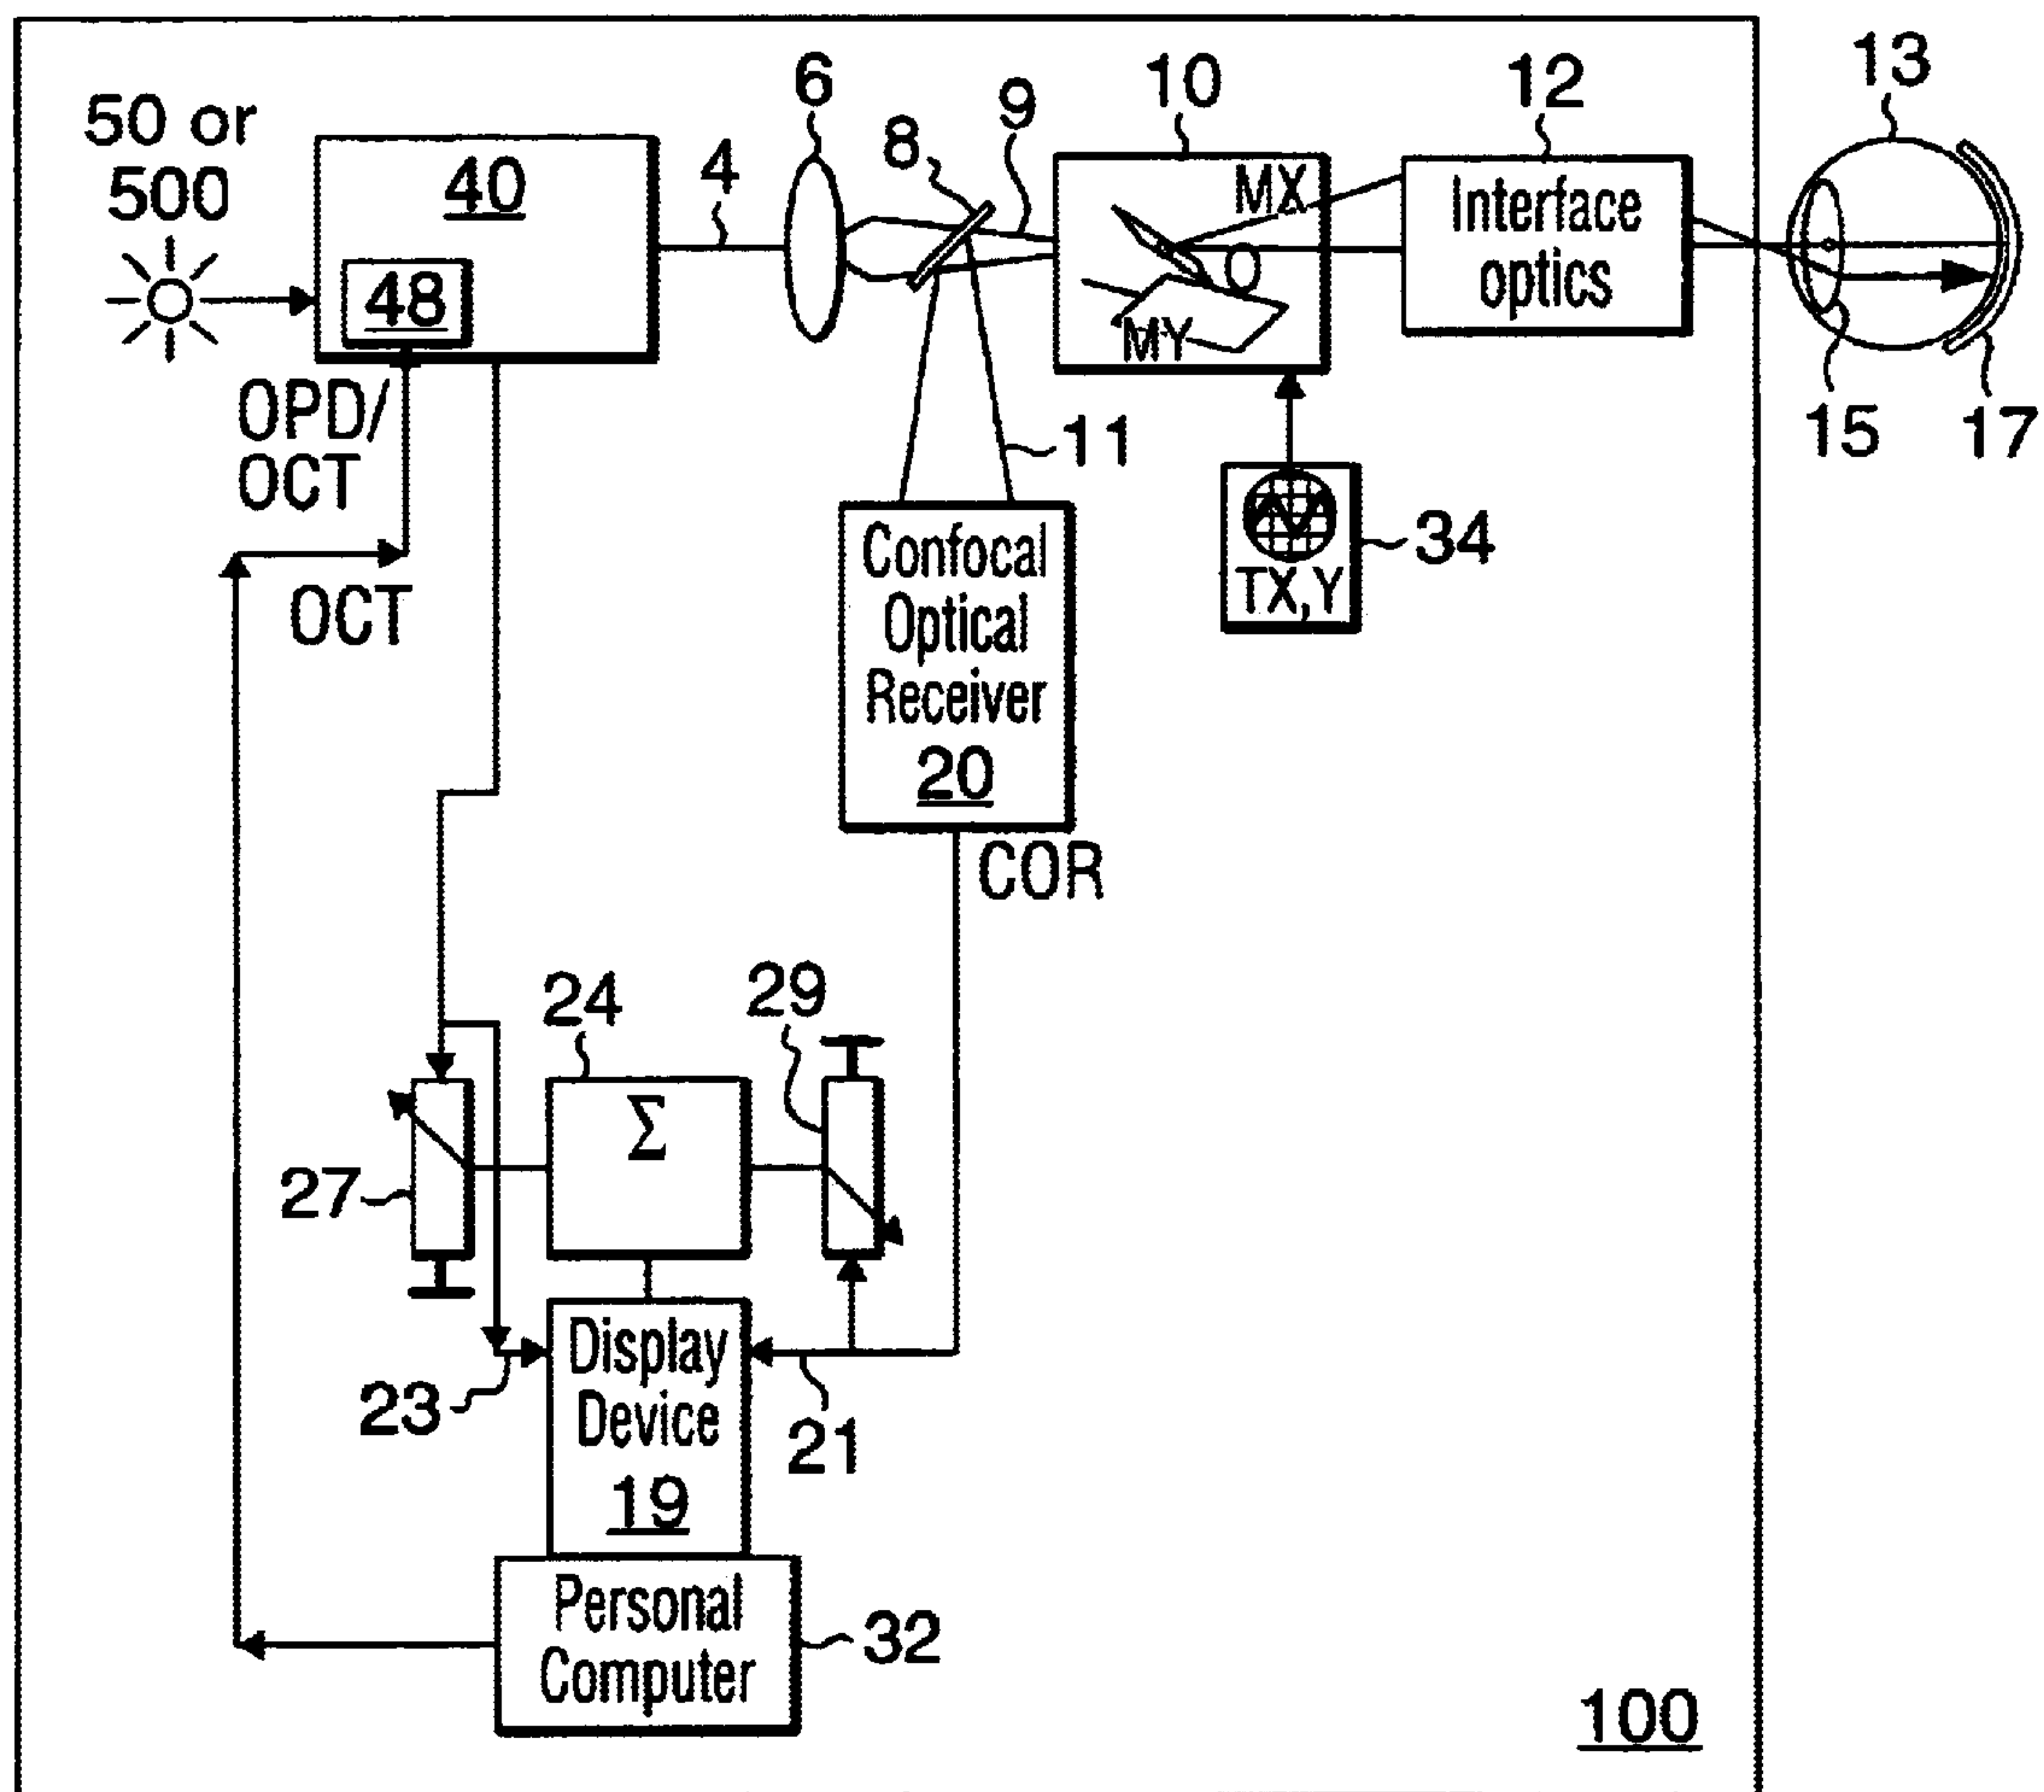 50 or
500
40
48
4
6
8
9
10
MX
MY
12
Interface
optics
13
15
17
OPD/
OCT
OCT
11
Confocal
Optical
Receiver
20
COR
TX,Y
34
24
Σ
29
27
23
Display
Device
19
21
Personal
Computer
32
100